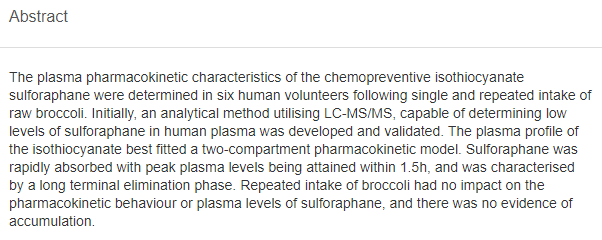 Abstract
The plasma pharmacokinetic characteristics of the chemopreventive isothiocyanate
sulforaphane were determined in six human volunteers following single and repeated intake of
raw broccoli. Initially, an analytical method utilising LC-MS/MS, capable of determining low
levels of sulforaphane in human plasma was developed and validated. The plasma profile of
the isothiocyanate best fitted a two-compartment pharmacokinetic model. Sulforaphane was
rapidly absorbed with peak plasma levels being attained within 1.5h, and was characterised
by a long terminal elimination phase. Repeated intake of broccoli had no impact on the
pharmacokinetic behaviour or plasma levels of sulforaphane, and there was no evidence of
accumulation.